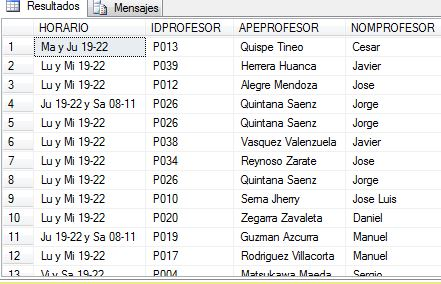 Resultados Mensajes
HORARIO IDPROFESOR APEPROFESOR NOMPROFESOR
1 Ma y Ju 19-22 P013 Quispe Tineo Cesar
2 Lu y Mi 19-22 P039 Herrera Huanca Javier
3 Lu y Mi 19-22 P012 Alegre Mendoza Jose
4 Ju 19-22 y Sa 08-11 P026 Quintana Saenz Jorge
5 Lu y Mi 19-22 P026 Quintana Saenz Jorge
6 Lu y Mi 19-22 P038 Vasquez Valenzuela Javier
7 Lu y Mi 19-22 P034 Reynoso Zarate Jose
8 Lu y Mi 19-22 P026 Quintana Saenz Jorge
9 Lu y Mi 19-22 P010 Serna Jherry Jose Luis
10 Lu y Mi 19-22 P020 Zegarra Zavaleta Daniel
11 Ju 19-22 y Sa 08-11 P019 Guzman Azcurra Manuel
12 Lu y Mi 19-22 P017 Rodriguez Villacorta Manuel
13 Vi y Sa 19-22 P004 Matsukawa Maeda Sergio